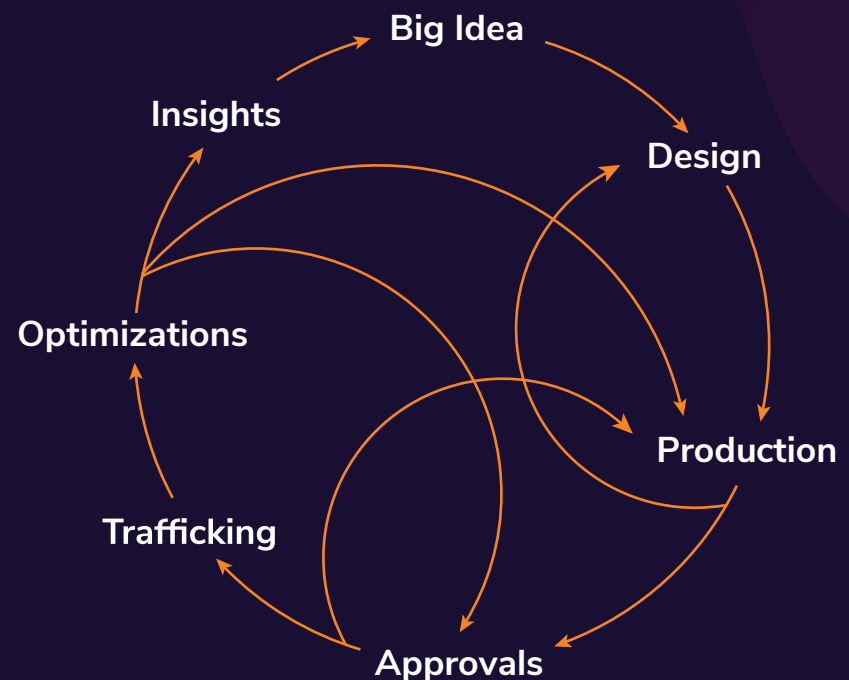 Big Idea
Insights
Design
Optimizations
Production
Trafficking
Approvals